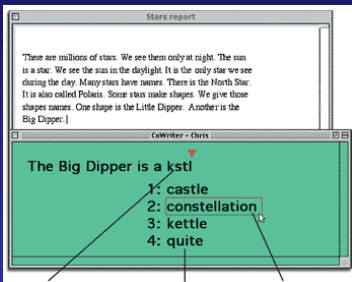 Stars report
There are millions of stars. We see them only at night. The sun
is a star. We see the sun in the daylight. It is the only star we see
during the day. Many stars have names. There is the North Star.
It is also called Polaris. Some stars make shapes. We give those
shapes names. One shape is the Little Dipper. Another is the
Big Dipper.
CoWriter – Chris
The Big Dipper is a kstl
1: castle
2: constellation
3: kettle
4: quite